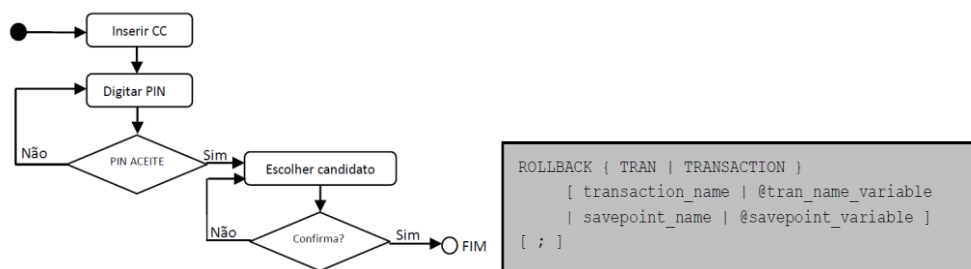 Inserir CC
Digitar PIN
Não
PIN ACEITE
Sim
Escolher candidato
Não
Confirma?
Sim
FIM
ROLLBACK { TRAN | TRANSACTION }
[ transaction_name | @tran_name_variable
| savepoint_name | @savepoint_variable ]
[ ; ]